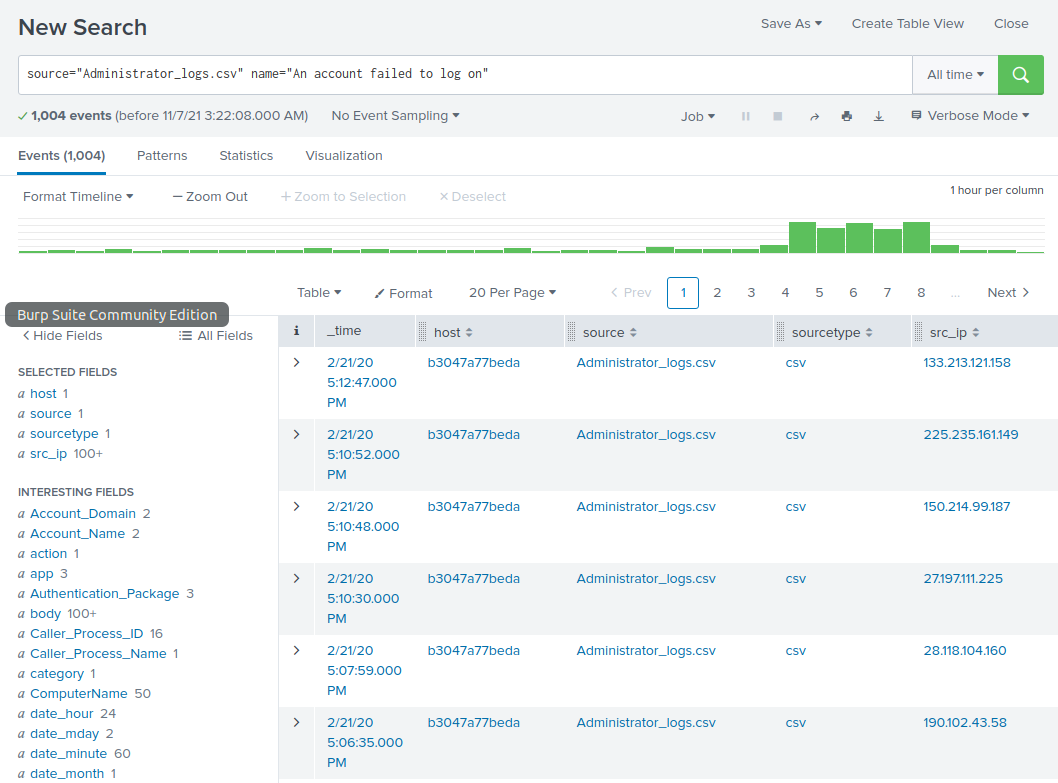 New Search
Save As Create Table View Close
source="Administrator_logs.csv" name="An account failed to log on"
All time
1,004 events (before 11/7/21 3:22:08.000 AM) No Event Sampling
Job Verbose Mode
Events (1,004) Patterns Statistics Visualization
Format Timeline — Zoom Out + Zoom to Selection × Deselect
1 hour per column
Table Format 20 Per Page
< Prev 1 2 3 4 5 6 7 8 ... Next >
Burp Suite Community Edition
< Hide Fields All Fields
SELECTED FIELDS
a host 1
a source 1
a sourcetype 1
a src_ip 100+
INTERESTING FIELDS
a Account_Domain 2
a Account_Name 2
a action 1
a app 3
a Authentication_Package 3
a body 100+
a Caller_Process_ID 16
a Caller_Process_Name 1
a category 1
a ComputerName 50
a date_hour 24
a date_mday 2
a date_minute 60
a date_month 1
i _time host source sourcetype src_ip
> 2/21/20 b3047a77beda Administrator_logs.csv csv 133.213.121.158
5:12:47.000
PM
> 2/21/20 b3047a77beda Administrator_logs.csv csv 225.235.161.149
5:10:52.000
PM
> 2/21/20 b3047a77beda Administrator_logs.csv csv 150.214.99.187
5:10:48.000
PM
> 2/21/20 b3047a77beda Administrator_logs.csv csv 27.197.111.225
5:10:30.000
PM
> 2/21/20 b3047a77beda Administrator_logs.csv csv 28.118.104.160
5:07:59.000
PM
> 2/21/20 b3047a77beda Administrator_logs.csv csv 190.102.43.58
5:06:35.000
PM